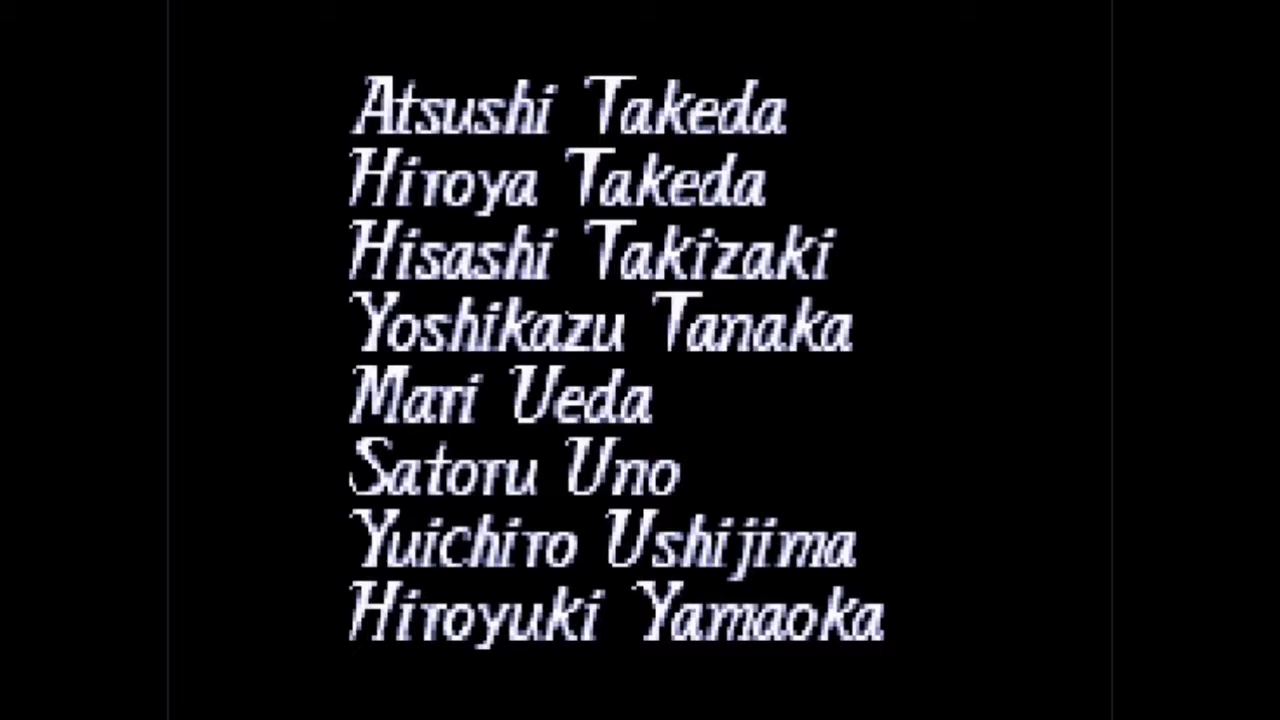 Atsushi Takeda
Hiroya Takeda
Hisashi Takizaki
Yoshikazu Tanaka
Mari Ueda
Satoru Uno
Yuichiro Ushijima
Hiroyuki Yamaoka